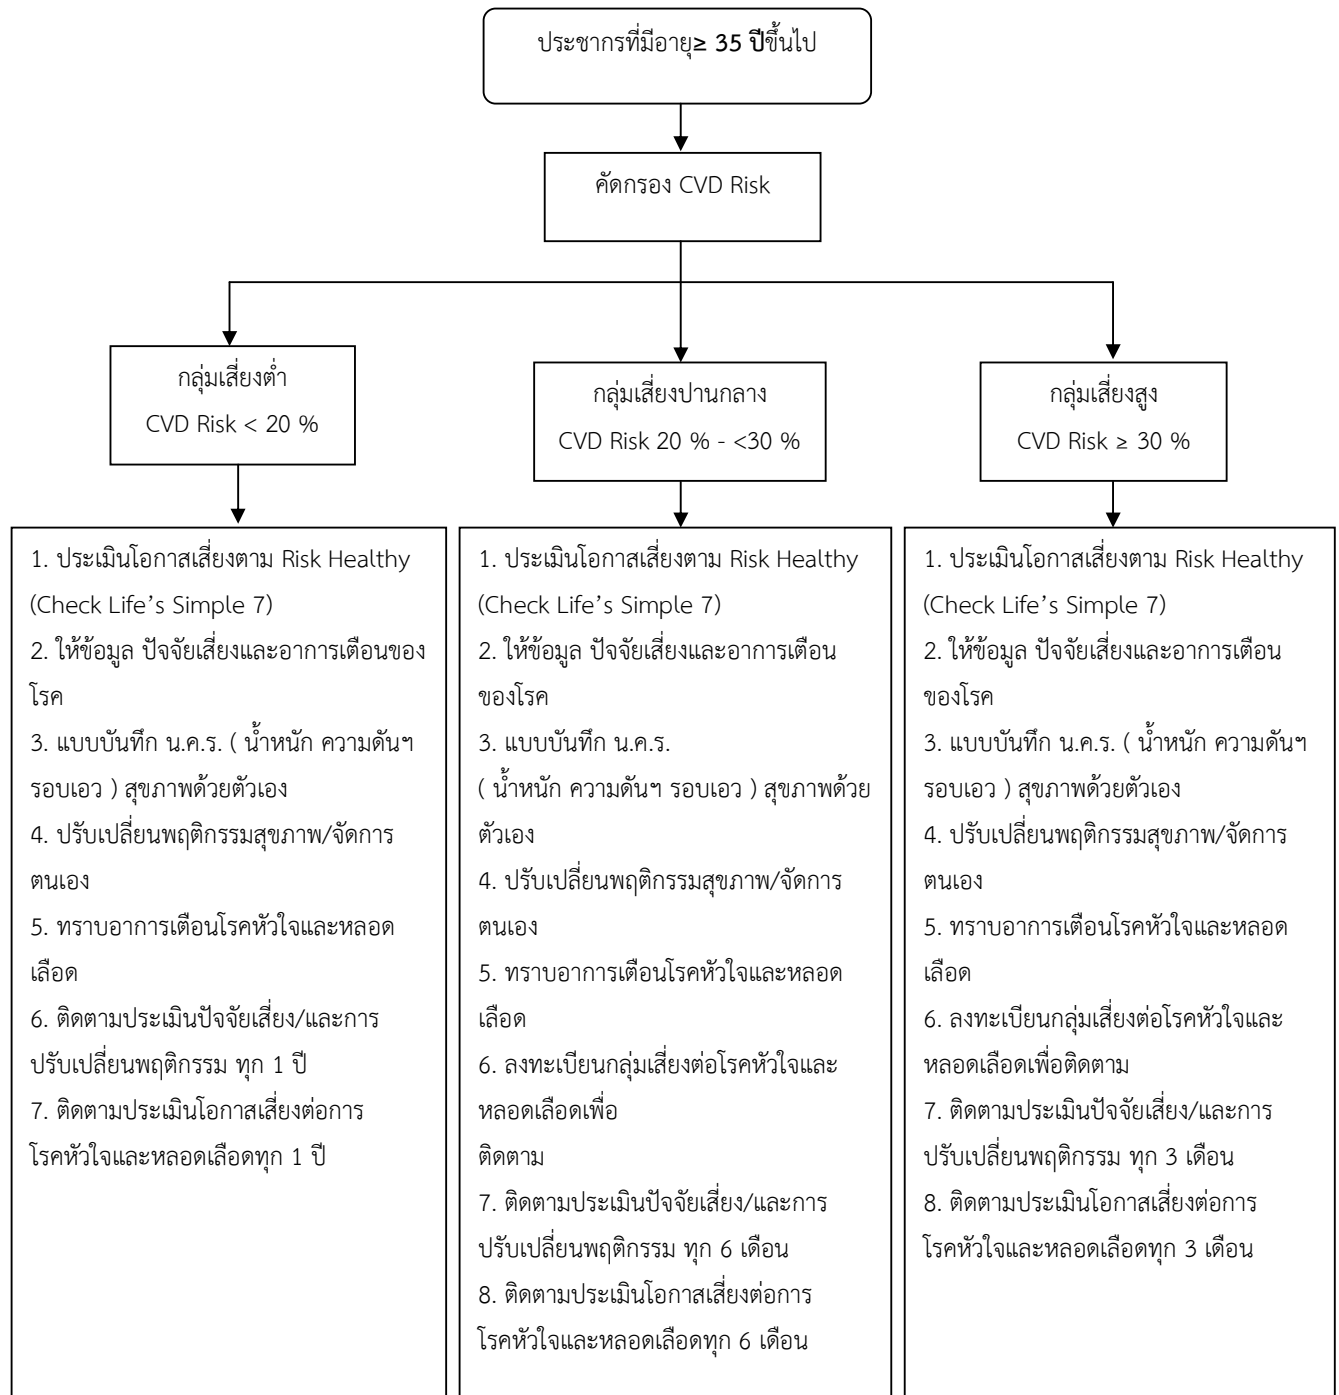 ประชากรที่มีอายุ≥ 35 ปีขึ้นไป
คัดกรอง CVD Risk
กลุ่มเสี่ยงต่ำ
CVD Risk < 20 %
กลุ่มเสี่ยงปานกลาง
CVD Risk 20 % - <30 %
กลุ่มเสี่ยงสูง
CVD Risk ≥ 30 %
1. ประเมินโอกาสเสี่ยงตาม Risk Healthy
(Check Life’s Simple 7)
2. ให้ข้อมูล ปัจจัยเสี่ยงและอาการเตือนของ
โรค
3. แบบบันทึก น.ค.ร. ( น้ำหนัก ความดันฯ
รอบเอว ) สุขภาพด้วยตัวเอง
4. ปรับเปลี่ยนพฤติกรรมสุขภาพ/จัดการ
ตนเอง
5. ทราบอาการเตือนโรคหัวใจและหลอด
เลือด
6. ติดตามประเมินปัจจัยเสี่ยง/และการ
ปรับเปลี่ยนพฤติกรรม ทุก 1 ปี
7. ติดตามประเมินโอกาสเสี่ยงต่อการ
โรคหัวใจและหลอดเลือดทุก 1 ปี
1. ประเมินโอกาสเสี่ยงตาม Risk Healthy
(Check Life’s Simple 7)
2. ให้ข้อมูล ปัจจัยเสี่ยงและอาการเตือน
ของโรค
3. แบบบันทึก น.ค.ร.
( น้ำหนัก ความดันฯ รอบเอว ) สุขภาพด้วย
ตัวเอง
4. ปรับเปลี่ยนพฤติกรรมสุขภาพ/จัดการ
ตนเอง
5. ทราบอาการเตือนโรคหัวใจและหลอด
เลือด
6. ลงทะเบียนกลุ่มเสี่ยงต่อโรคหัวใจและ
หลอดเลือดเพื่อ
ติดตาม
7. ติดตามประเมินปัจจัยเสี่ยง/และการ
ปรับเปลี่ยนพฤติกรรม ทุก 6 เดือน
8. ติดตามประเมินโอกาสเสี่ยงต่อการ
โรคหัวใจและหลอดเลือดทุก 6 เดือน
1. ประเมินโอกาสเสี่ยงตาม Risk Healthy
(Check Life’s Simple 7)
2. ให้ข้อมูล ปัจจัยเสี่ยงและอาการเตือน
ของโรค
3. แบบบันทึก น.ค.ร. ( น้ำหนัก ความดันฯ
รอบเอว ) สุขภาพด้วยตัวเอง
4. ปรับเปลี่ยนพฤติกรรมสุขภาพ/จัดการ
ตนเอง
5. ทราบอาการเตือนโรคหัวใจและหลอด
เลือด
6. ลงทะเบียนกลุ่มเสี่ยงต่อโรคหัวใจและ
หลอดเลือดเพื่อติดตาม
7. ติดตามประเมินปัจจัยเสี่ยง/และการ
ปรับเปลี่ยนพฤติกรรม ทุก 3 เดือน
8. ติดตามประเมินโอกาสเสี่ยงต่อการ
โรคหัวใจและหลอดเลือดทุก 3 เดือน